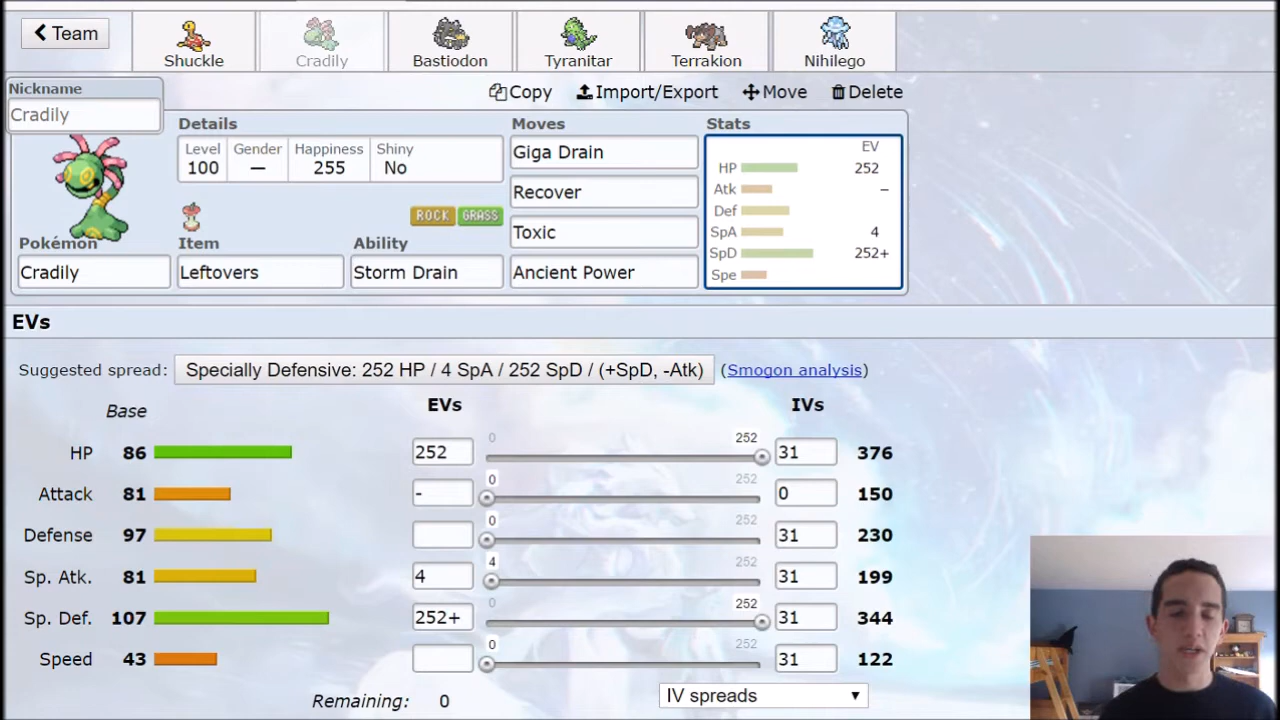 Team
Shuckle
Cradily
Bastiodon
Tyranitar
Terrakion
Nihilego
Nickname
Cradily
Copy
Import/Export
Move
Delete
Details
Level
100
Gender
—
Happiness
255
Shiny
No
ROCK GRASS
Pokémon
Cradily
Item
Leftovers
Ability
Storm Drain
Moves
Giga Drain
Recover
Toxic
Ancient Power
Stats
EV
HP 252
Atk –
Def
SpA 4
SpD 252+
Spe
EVs
Suggested spread: Specially Defensive: 252 HP / 4 SpA / 252 SpD / (+SpD, -Atk) (Smogon analysis)
Base EVs IVs
HP 86 252 0 252 31 376
Attack 81 - 0 252 0 150
Defense 97 0 252 31 230
Sp. Atk. 81 4 4 252 31 199
Sp. Def. 107 252+ 0 252 31 344
Speed 43 0 252 31 122
Remaining: 0
IV spreads